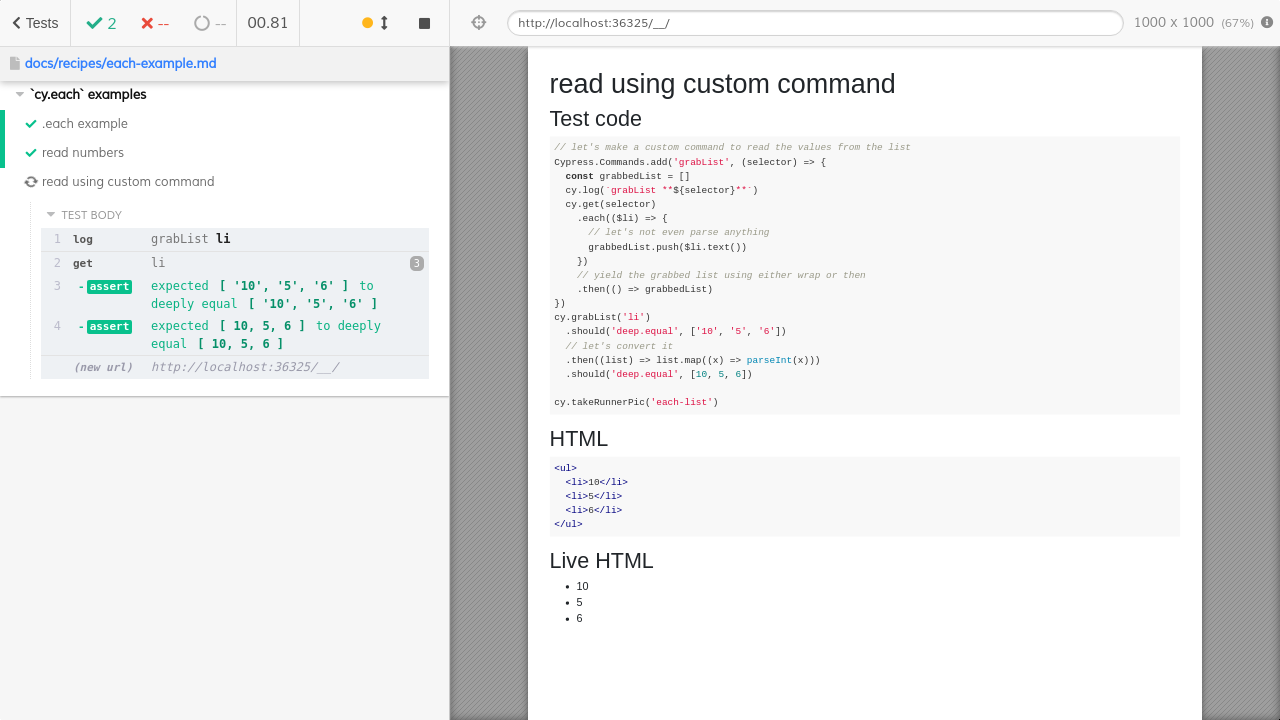 Tests 2 -- -- 00.81
http://localhost:36325/__/ 1000 x 1000 (67%)
docs/recipes/each-example.md
`cy.each` examples
.each example
read numbers
read using custom command
TEST BODY
1 log grabList li
2 get li 3
3 -assert expected [ '10', '5', '6' ] to
deeply equal [ '10', '5', '6' ]
4 -assert expected [ 10, 5, 6 ] to deeply
equal [ 10, 5, 6 ]
(new url) http://localhost:36325/__/
read using custom command
Test code
// let's make a custom command to read the values from the list
Cypress.Commands.add('grabList', (selector) => {
  const grabbedList = []
  cy.log(`grabList **${selector}**`)
  cy.get(selector)
    .each(($li) => {
      // let's not even parse anything
      grabbedList.push($li.text())
    })
    // yield the grabbed list using either wrap or then
    .then(() => grabbedList)
})
cy.grabList('li')
  .should('deep.equal', ['10', '5', '6'])
  // let's convert it
  .then((list) => list.map((x) => parseInt(x)))
  .should('deep.equal', [10, 5, 6])
cy.takeRunnerPic('each-list')
HTML
<ul>
  <li>10</li>
  <li>5</li>
  <li>6</li>
</ul>
Live HTML
• 10
• 5
• 6